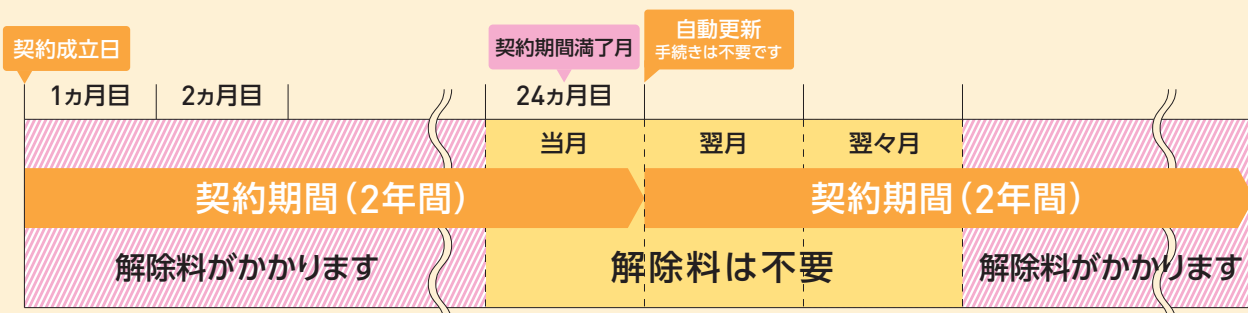 契約成立日
契約期間満了月
自動更新
手続きは不要です
1ヵ月目
2ヵ月目
24ヵ月目
当月
翌月
翌々月
契約期間（2年間）
契約期間（2年間）
解除料がかかります
解除料は不要
解除料がかかります